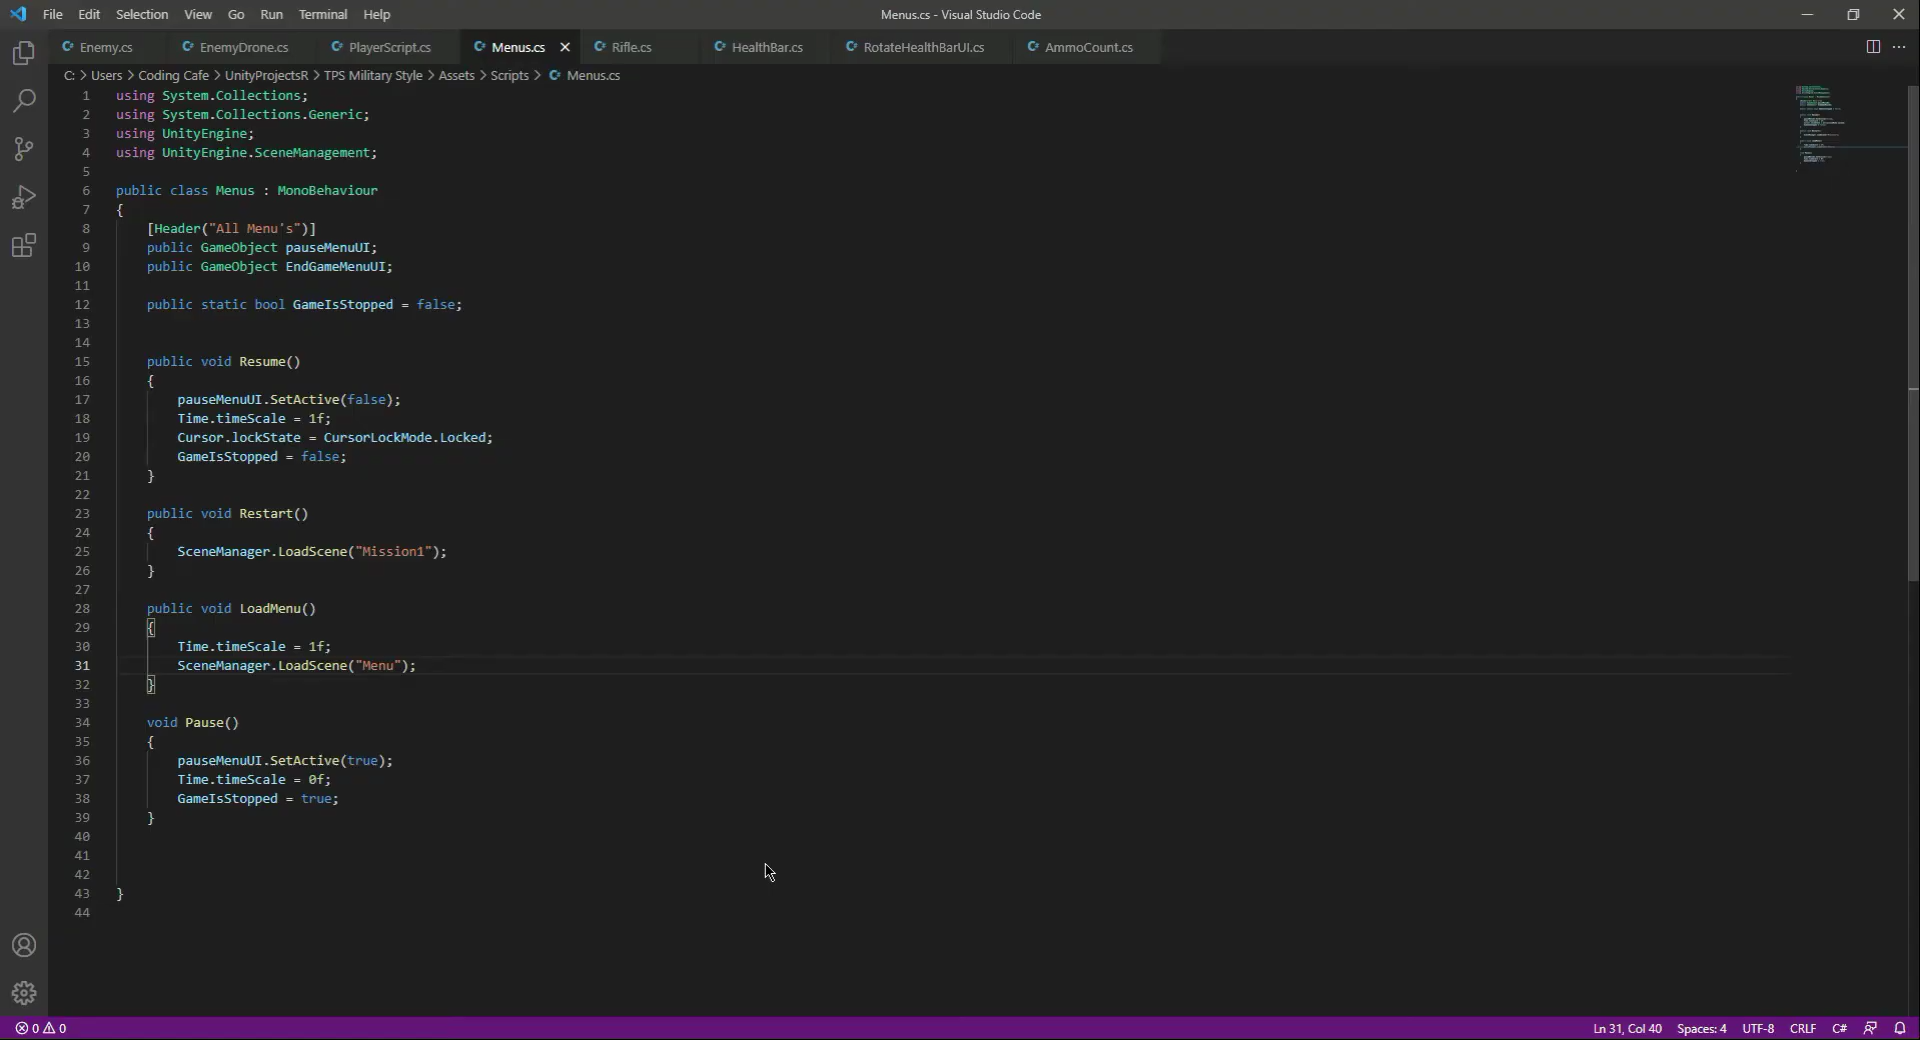 File Edit Selection View Go Run Terminal Help
Menus.cs - Visual Studio Code
Enemy.cs EnemyDrone.cs PlayerScript.cs Menus.cs Rifle.cs HealthBar.cs RotateHealthBarUI.cs AmmoCount.cs
C: > Users > Coding Cafe > UnityProjectsR > TPS Military Style > Assets > Scripts > Menus.cs
1 using System.Collections;
2 using System.Collections.Generic;
3 using UnityEngine;
4 using UnityEngine.SceneManagement;
5
6 public class Menus : MonoBehaviour
7 {
8 [Header("All Menu's")]
9 public GameObject pauseMenuUI;
10 public GameObject EndGameMenuUI;
11
12 public static bool GameIsStopped = false;
13
14
15 public void Resume()
16 {
17 pauseMenuUI.SetActive(false);
18 Time.timeScale = 1f;
19 Cursor.lockState = CursorLockMode.Locked;
20 GameIsStopped = false;
21 }
22
23 public void Restart()
24 {
25 SceneManager.LoadScene("Mission1");
26 }
27
28 public void LoadMenu()
29 {
30 Time.timeScale = 1f;
31 SceneManager.LoadScene("Menu");
32 }
33
34 void Pause()
35 {
36 pauseMenuUI.SetActive(true);
37 Time.timeScale = 0f;
38 GameIsStopped = true;
39 }
40
41
42
43 }
44
0 0 Ln 31, Col 40 Spaces: 4 UTF-8 CRLF C#